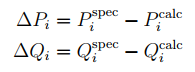 ΔP_i = P_i^spec − P_i^calc
ΔQ_i = Q_i^spec − Q_i^calc